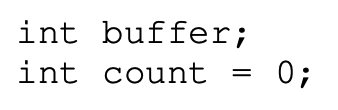 int buffer;
int count = 0;